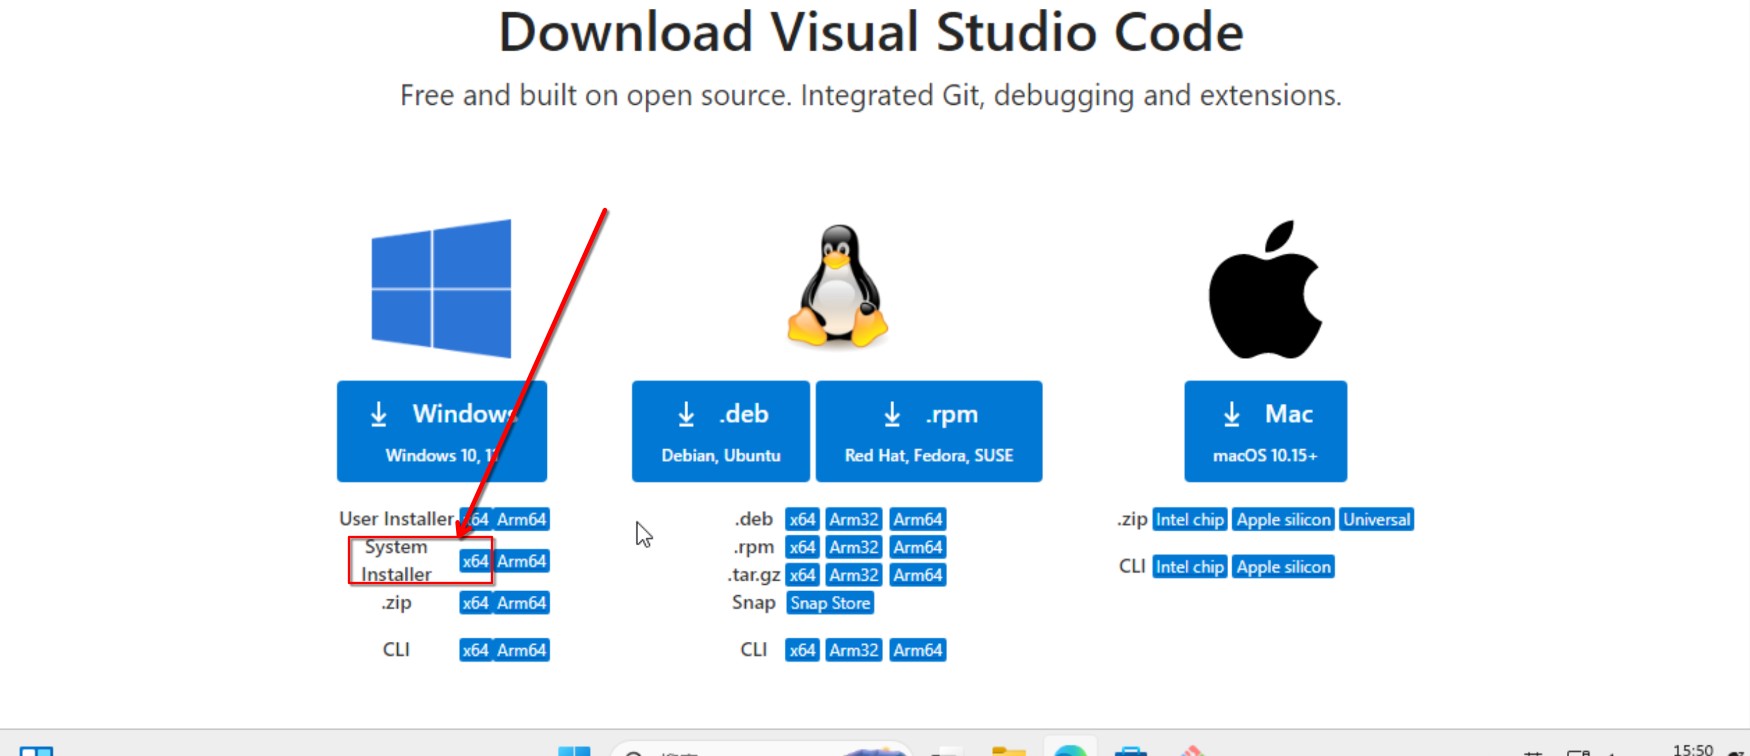 Download Visual Studio Code
Free and built on open source. Integrated Git, debugging and extensions.
Windows
Windows 10,
.deb
Debian, Ubuntu
.rpm
Red Hat, Fedora, SUSE
Mac
macOS 10.15+
User Installer x64 Arm64
System Installer x64 Arm64
.zip x64 Arm64
CLI x64 Arm64
.deb x64 Arm32 Arm64
.rpm x64 Arm32 Arm64
.tar.gz x64 Arm32 Arm64
Snap Snap Store
CLI x64 Arm32 Arm64
.zip Intel chip Apple silicon Universal
CLI Intel chip Apple silicon
15:50